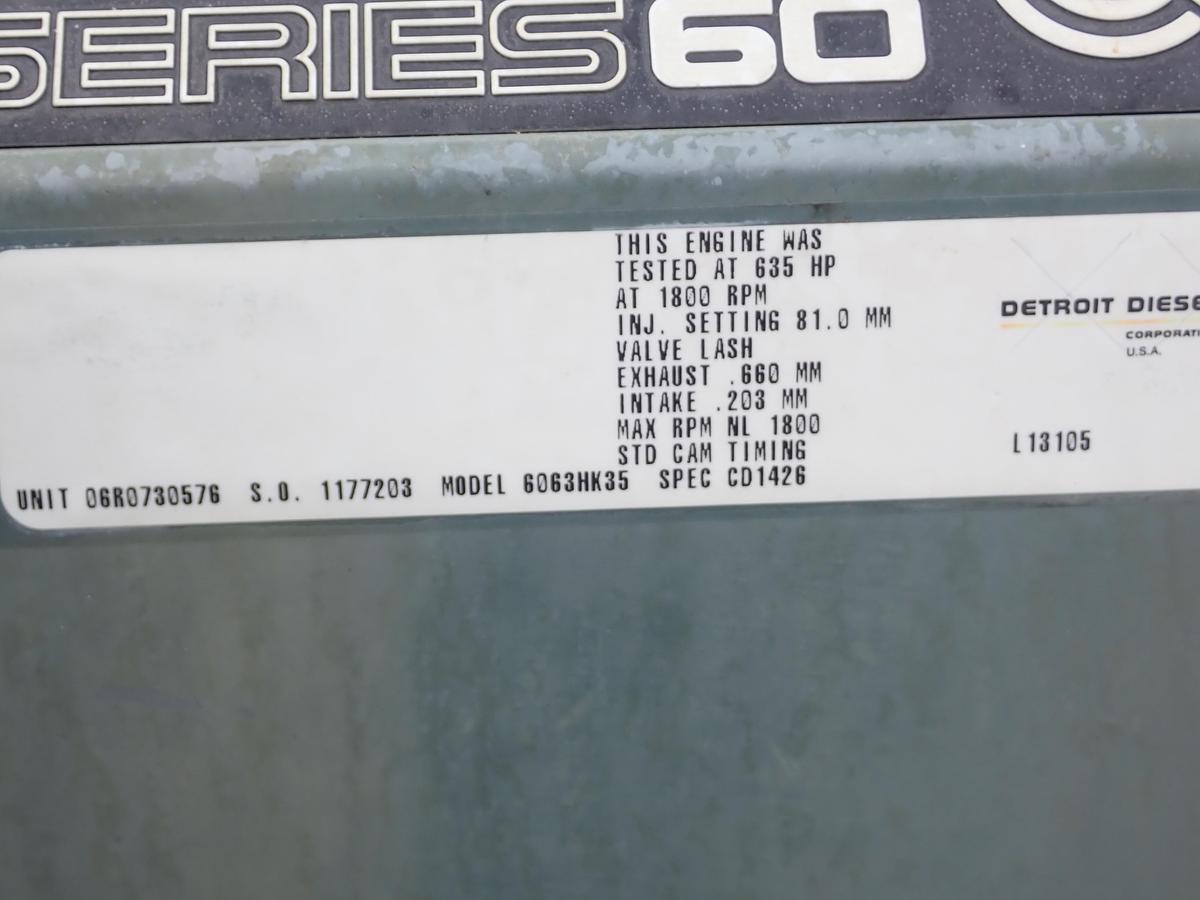 SERIES 60
THIS ENGINE WAS
TESTED AT 635 HP
AT 1800 RPM
INJ. SETTING 81.0 MM
VALVE LASH
EXHAUST .660 MM
INTAKE .203 MM
MAX RPM NL 1800
STD CAM TIMING
UNIT 06R0730576 S.O. 1177203 MODEL 6063HK35 SPEC CD1426
DETROIT DIESE
CORPORATI
U.S.A.
L13105